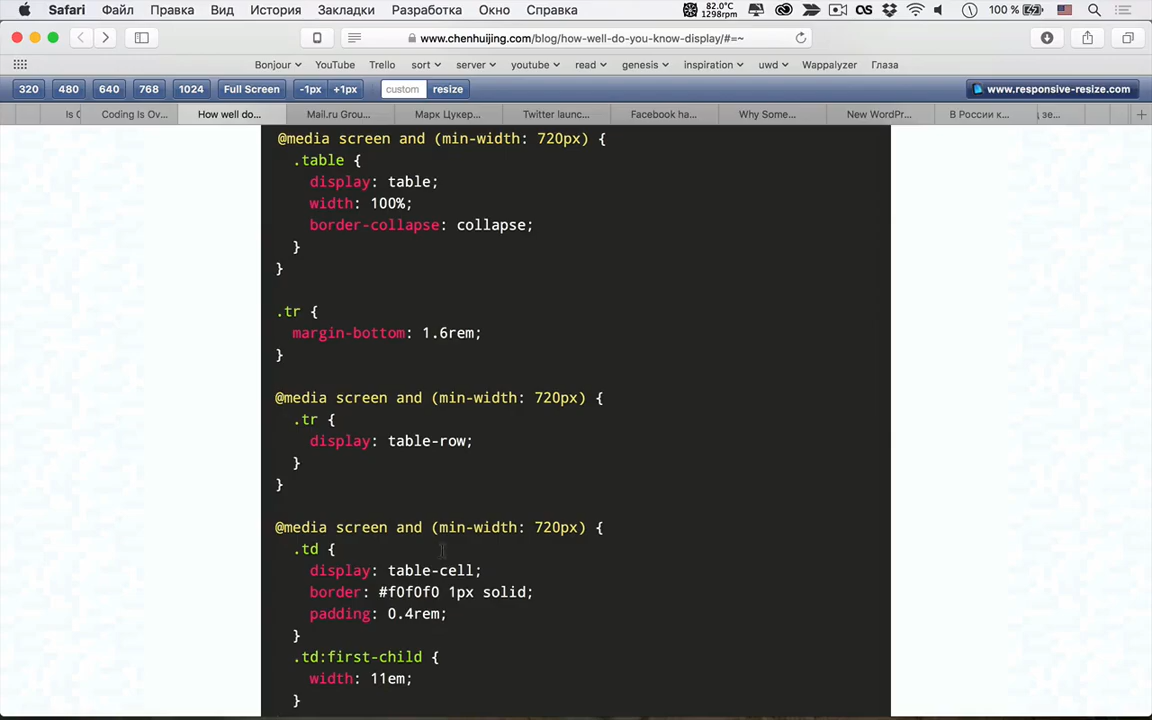 Safari Файл Правка Вид История Закладки Разработка Окно Справка 82.0°C 1298rpm 100 %
www.chenhuijing.com/blog/how-well-do-you-know-display/#=~
Bonjour YouTube Trello sort server youtube read genesis inspiration uwd Wappalyzer Глаза
320 480 640 768 1024 Full Screen -1px +1px custom resize www.responsive-resize.com
Is C Coding Is Ov... How well do... Mail.ru Grou... Марк Цукер... Twitter launc... Facebook ha... Why Some... New WordPr... В России к...
@media screen and (min-width: 720px) {
.table {
display: table;
width: 100%;
border-collapse: collapse;
}
}
.tr {
margin-bottom: 1.6rem;
}
@media screen and (min-width: 720px) {
.tr {
display: table-row;
}
}
@media screen and (min-width: 720px) {
.td {
display: table-cell;
border: #f0f0f0 1px solid;
padding: 0.4rem;
}
.td:first-child {
width: 11em;
}